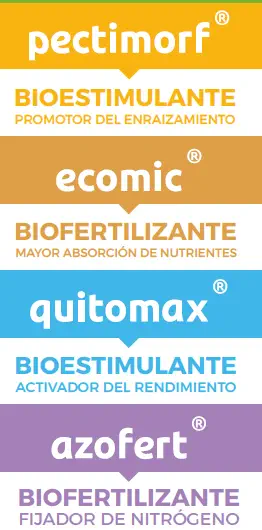 pectimorf®
BIOESTIMULANTE
PROMOTOR DEL ENRAIZAMIENTO
ecomic®
BIOFERTILIZANTE
MAYOR ABSORCIÓN DE NUTRIENTES
quitomax®
BIOESTIMULANTE
ACTIVADOR DEL RENDIMIENTO
azofert®
BIOFERTILIZANTE
FIJADOR DE NITRÓGENO